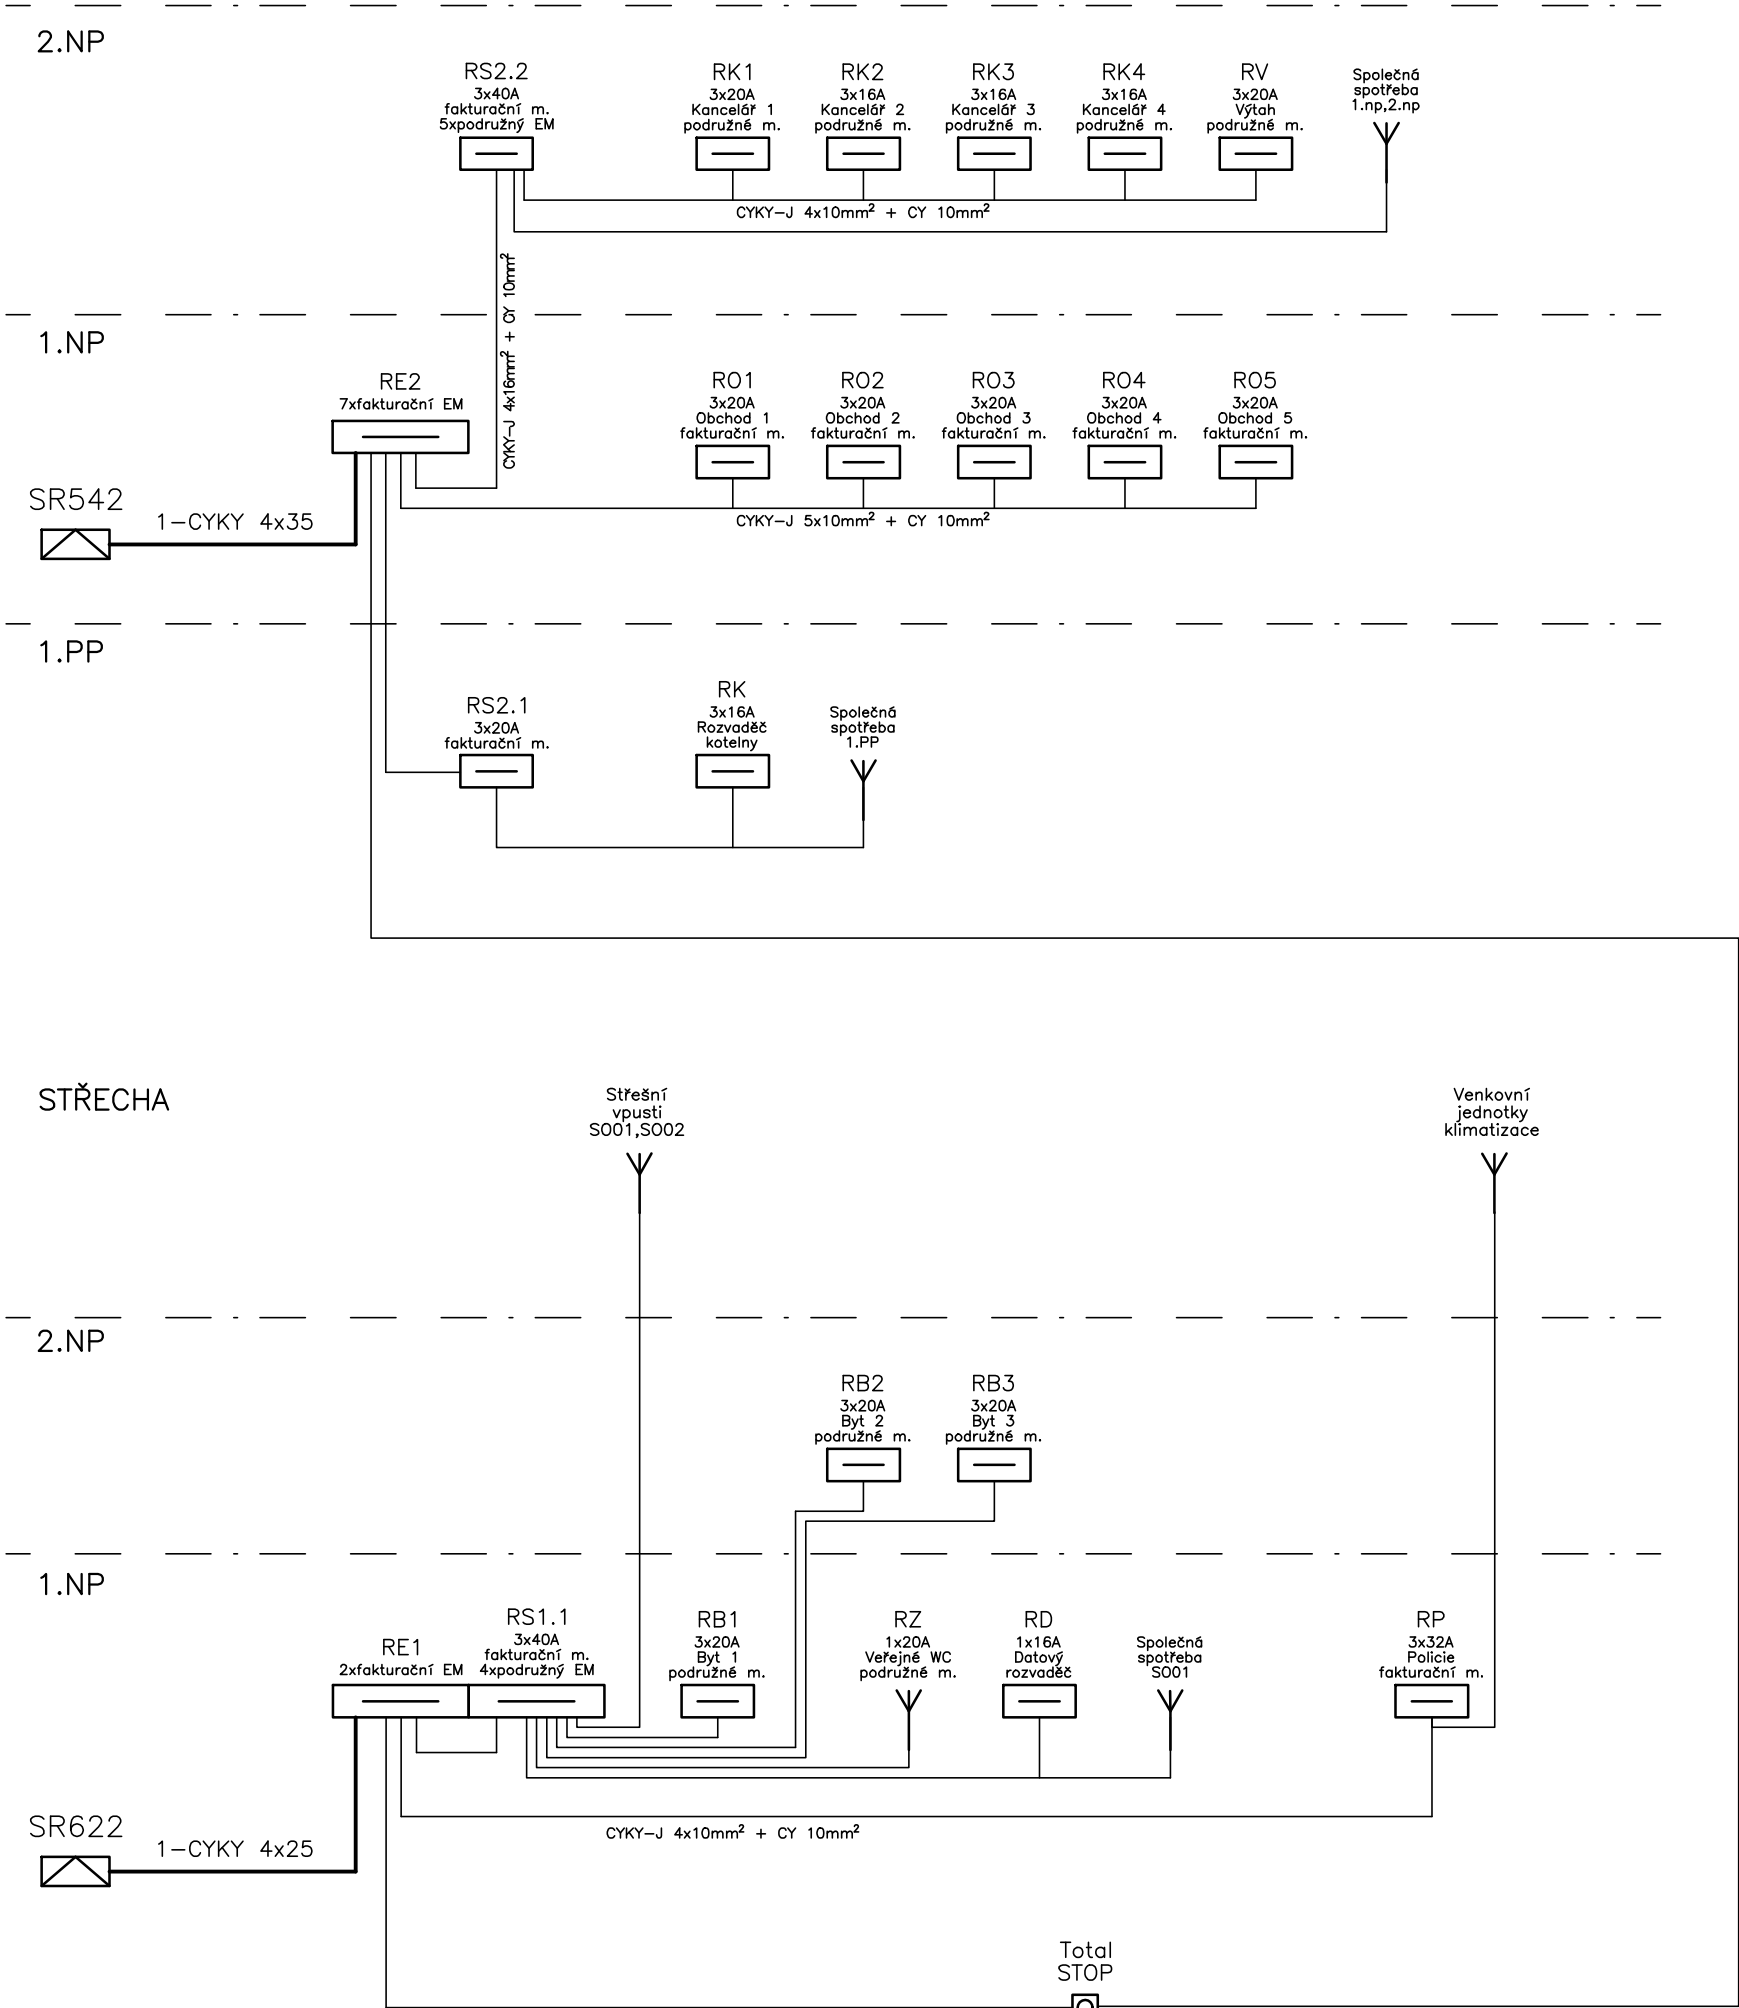 2.NP
RS2.2
3x40A
fakturační m.
5xpodružný EM
RK1
3x20A
Kancelář 1
podružné m.
RK2
3x16A
Kancelář 2
podružné m.
RK3
3x16A
Kancelář 3
podružné m.
RK4
3x16A
Kancelář 4
podružné m.
RV
3x20A
Výtah
podružné m.
Společná
spotřeba
1.np,2.np
CYKY-J 4x10mm² + CY 10mm²
CYKY-J 4x16mm² + CY 10mm²
1.NP
RE2
7xfakturační EM
RO1
3x20A
Obchod 1
fakturační m.
RO2
3x20A
Obchod 2
fakturační m.
RO3
3x20A
Obchod 3
fakturační m.
RO4
3x20A
Obchod 4
fakturační m.
RO5
3x20A
Obchod 5
fakturační m.
SR542
1-CYKY 4x35
CYKY-J 5x10mm² + CY 10mm²
1.PP
RS2.1
3x20A
fakturační m.
RK
3x16A
Rozvaděč
kotelny
Společná
spotřeba
1.PP
STŘECHA
Střešní
vpusti
SO01,SO02
Venkovní
jednotky
klimatizace
2.NP
RB2
3x20A
Byt 2
podružné m.
RB3
3x20A
Byt 3
podružné m.
1.NP
RE1
2xfakturační EM
RS1.1
3x40A
fakturační m.
4xpodružný EM
RB1
3x20A
Byt 1
podružné m.
RZ
1x20A
Veřejné WC
podružné m.
RD
1x16A
Datový
rozvaděč
Společná
spotřeba
SO01
RP
3x32A
Policie
fakturační m.
SR622
1-CYKY 4x25
CYKY-J 4x10mm² + CY 10mm²
Total
STOP